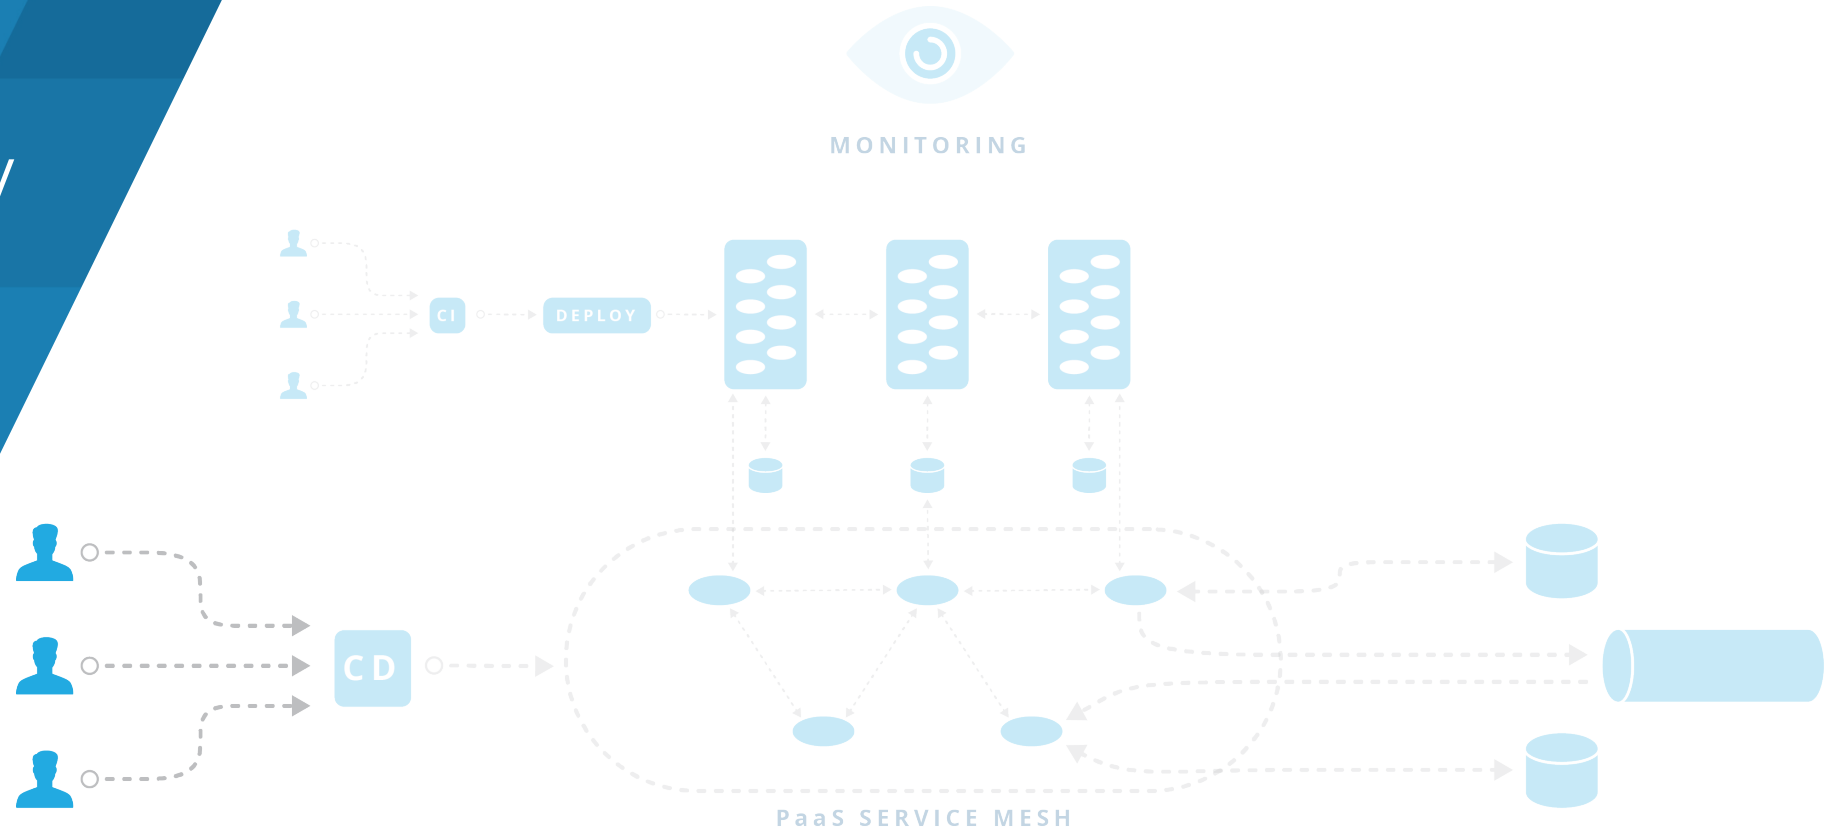 MONITORING
CI
DEPLOY
CD
PaaS SERVICE MESH